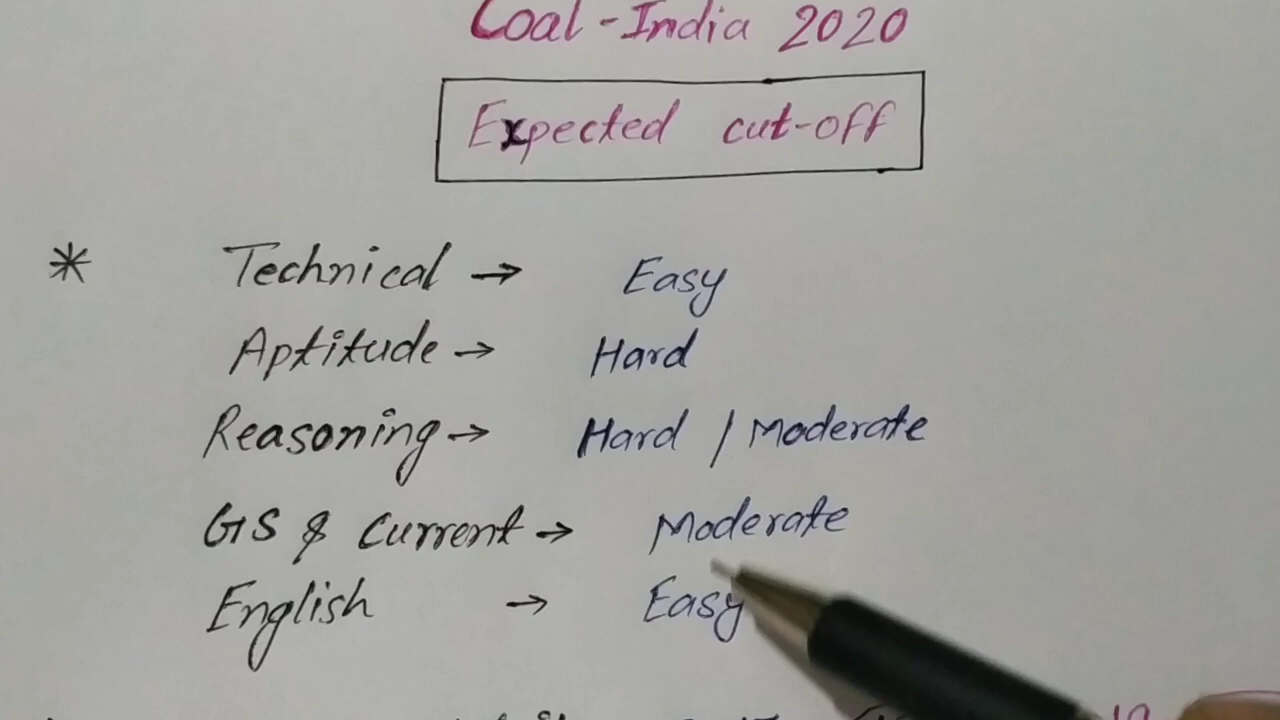 Coal-India 2020
Expected cut-off
* Technical → Easy
Aptitude → Hard
Reasoning → Hard / Moderate
GS & Current → Moderate
English → Easy